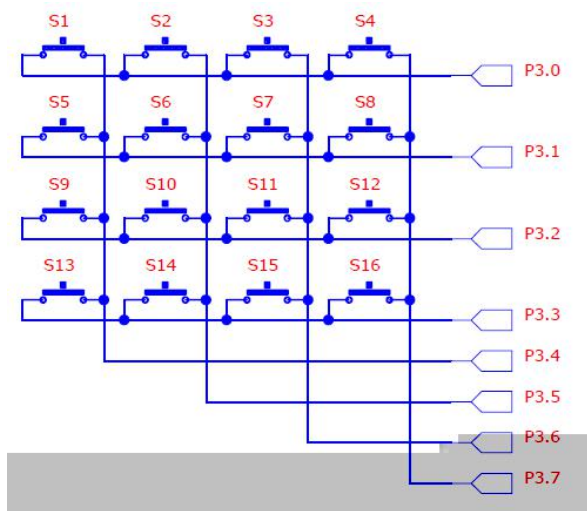 S1 S2 S3 S4
P3.0
S5 S6 S7 S8
P3.1
S9 S10 S11 S12
P3.2
S13 S14 S15 S16
P3.3
P3.4
P3.5
P3.6
P3.7